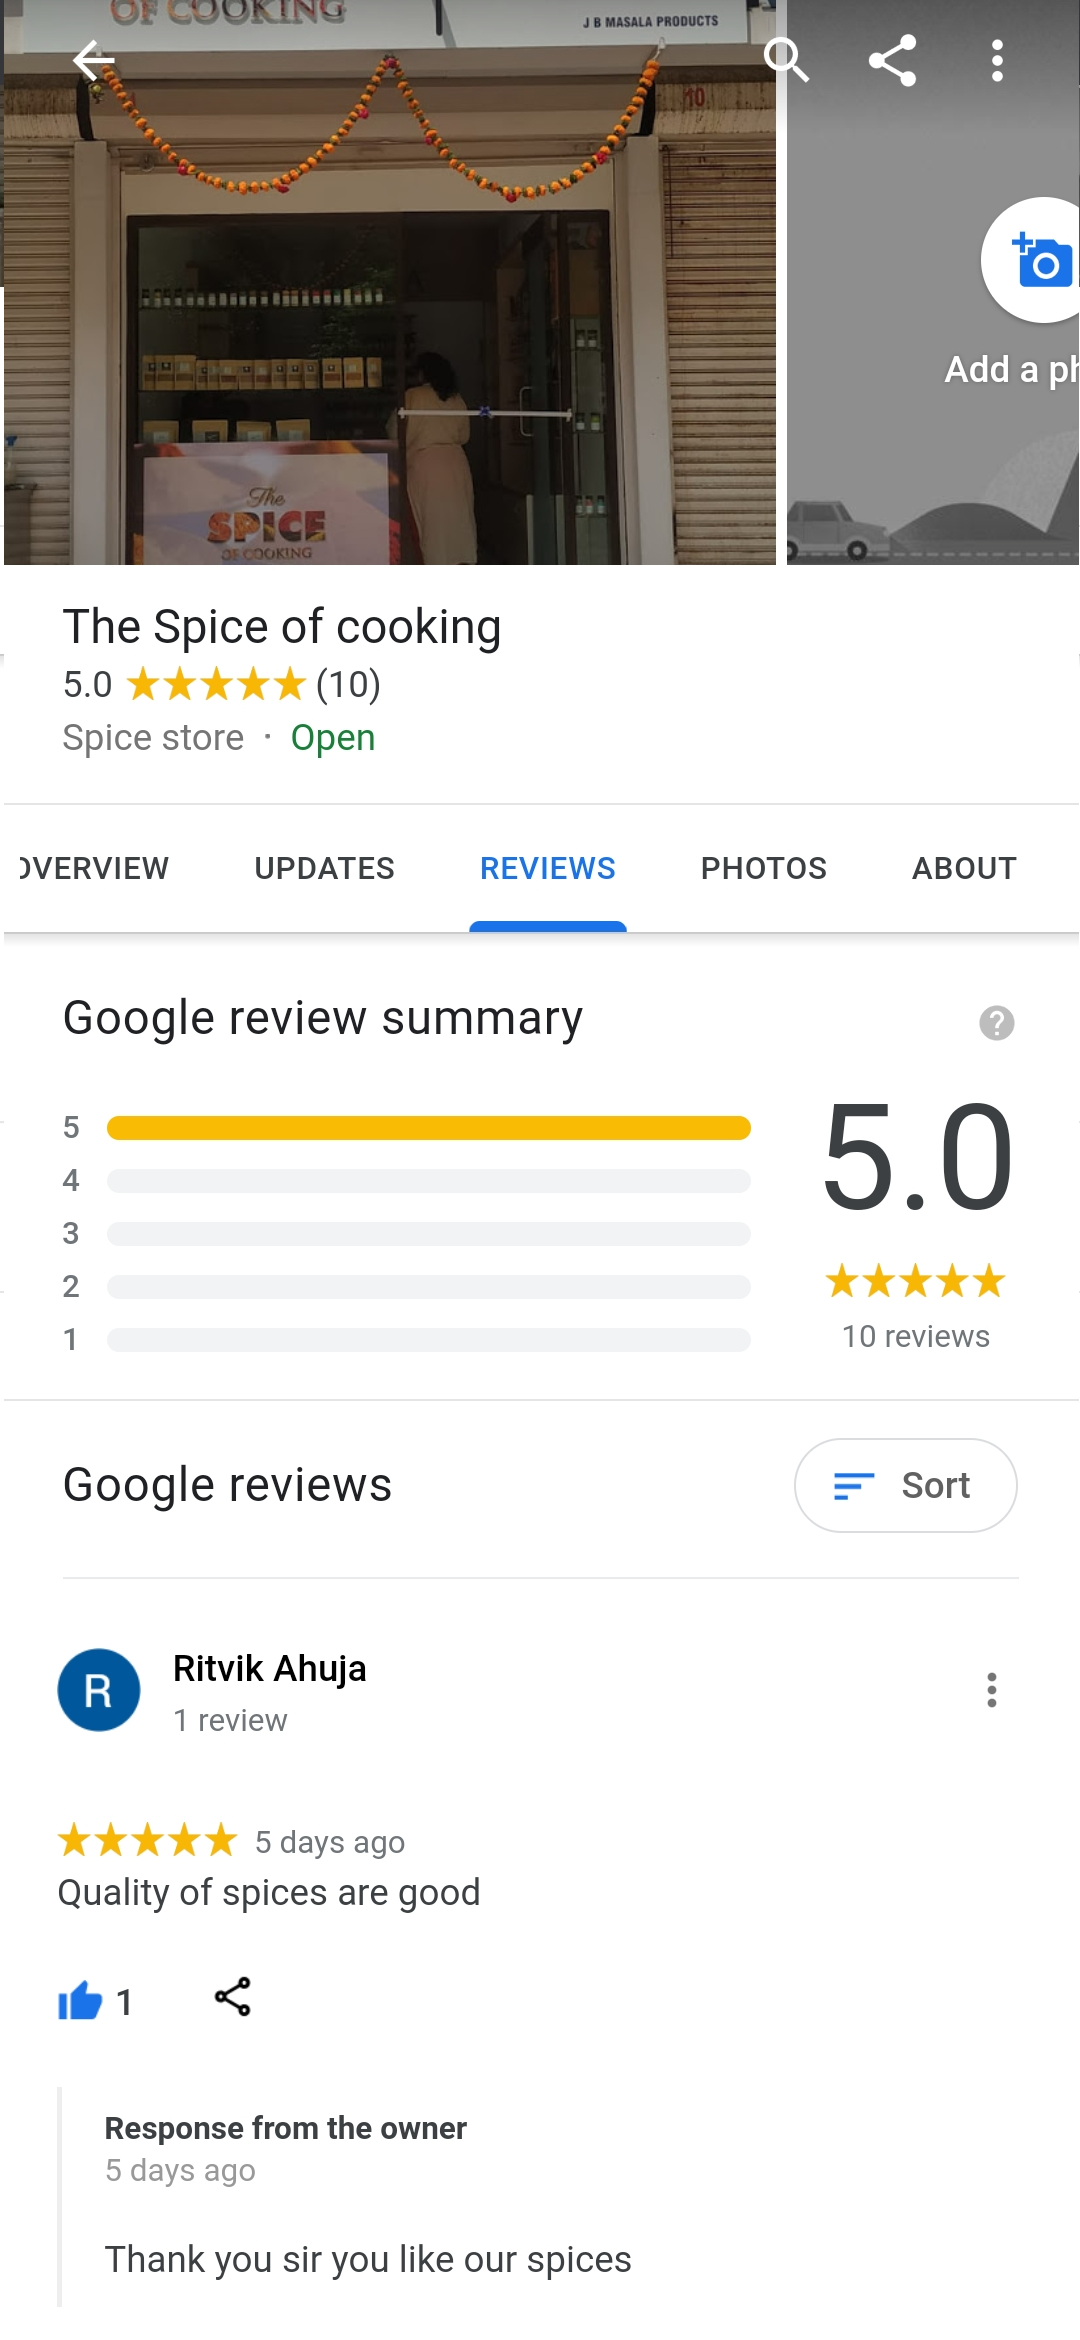 OF COOKING
J B MASALA PRODUCTS
10
Add a ph
The
SPICE
OF COOKING
The Spice of cooking
5.0 ★★★★★ (10)
Spice store · Open
OVERVIEW UPDATES REVIEWS PHOTOS ABOUT
Google review summary
5
4
3
2
1
5.0
10 reviews
Google reviews
Sort
R
Ritvik Ahuja
1 review
★★★★★ 5 days ago
Quality of spices are good
1
Response from the owner
5 days ago
Thank you sir you like our spices